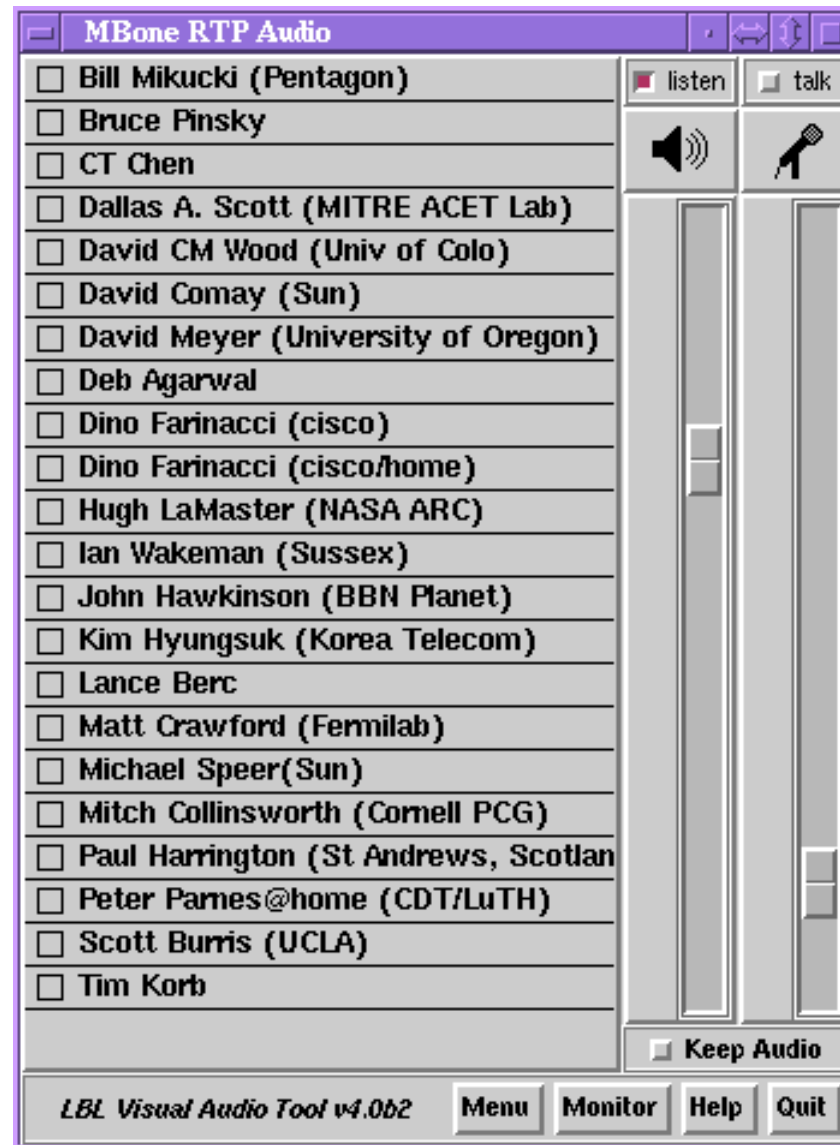 MBone RTP Audio
Bill Mikucki (Pentagon)
Bruce Pinsky
CT Chen
Dallas A. Scott (MITRE ACET Lab)
David CM Wood (Univ of Colo)
David Comay (Sun)
David Meyer (University of Oregon)
Deb Agarwal
Dino Farinacci (cisco)
Dino Farinacci (cisco/home)
Hugh LaMaster (NASA ARC)
Ian Wakeman (Sussex)
John Hawkinson (BBN Planet)
Kim Hyungsuk (Korea Telecom)
Lance Berc
Matt Crawford (Fermilab)
Michael Speer(Sun)
Mitch Collinsworth (Cornell PCG)
Paul Harrington (St Andrews, Scotlan
Peter Parnes@home (CDT/LuTH)
Scott Burris (UCLA)
Tim Korb
listen talk
Keep Audio
LBL Visual Audio Tool v4.0b2 Menu Monitor Help Quit